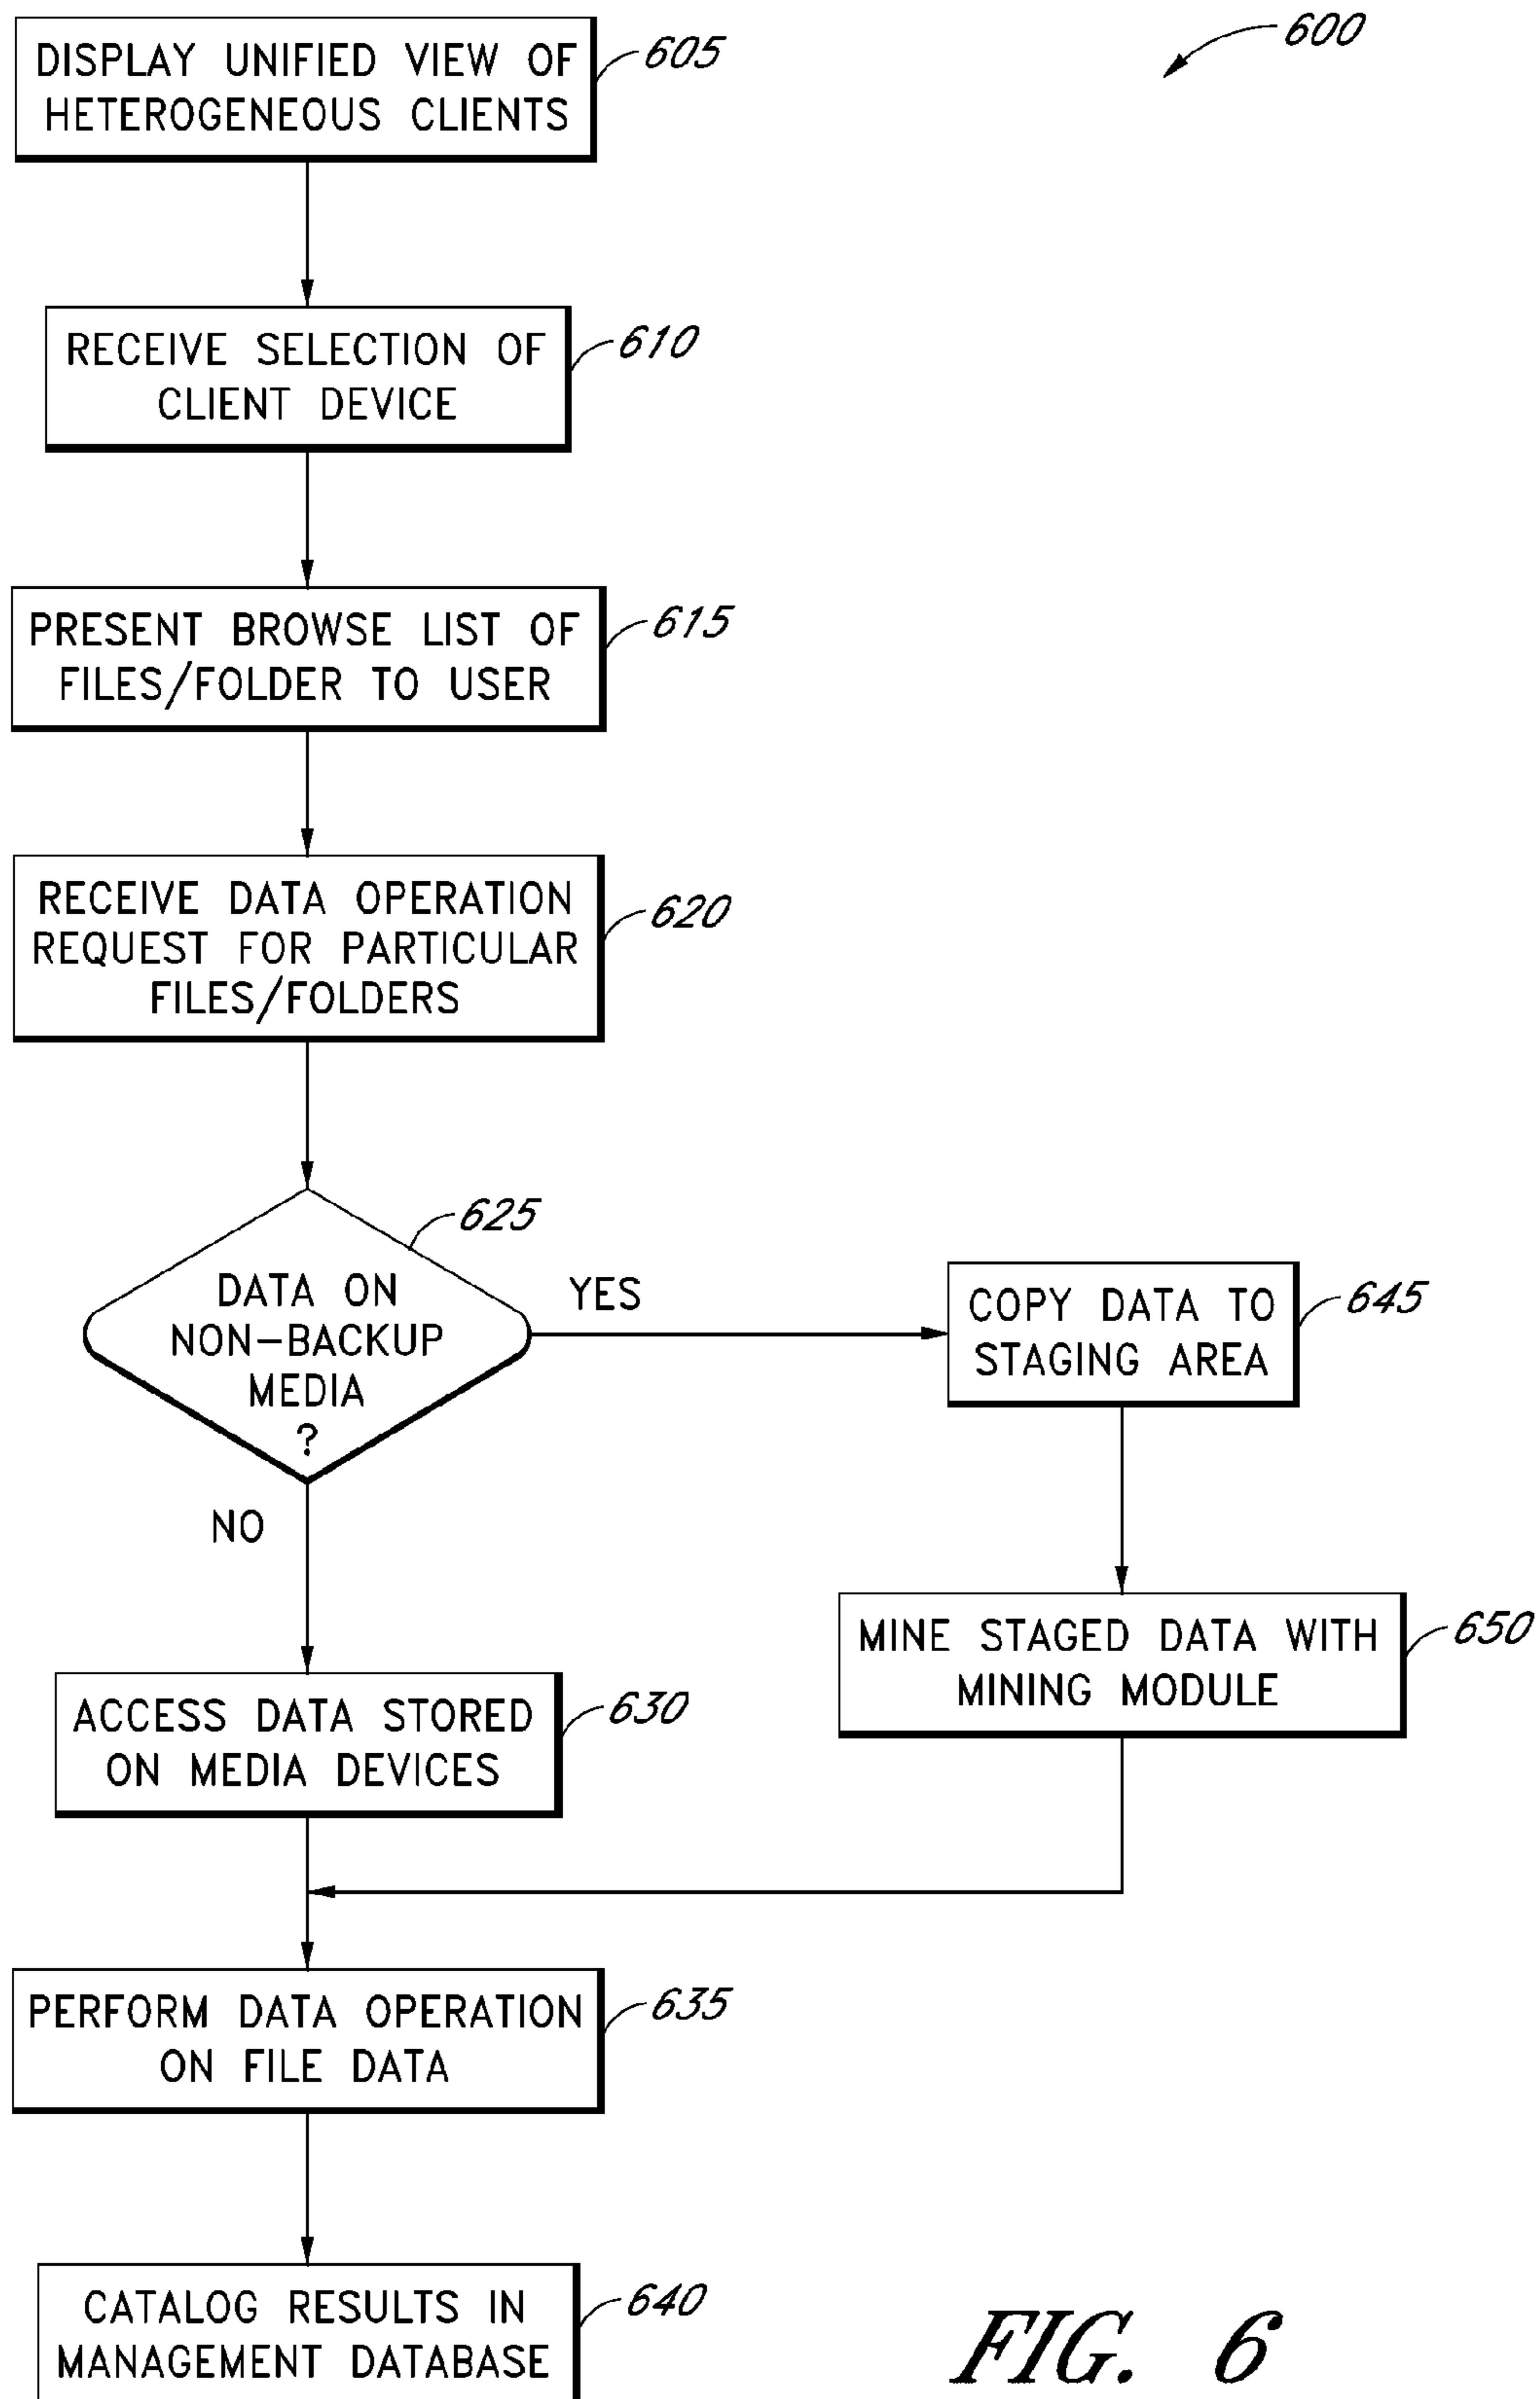 600
DISPLAY UNIFIED VIEW OF
HETEROGENEOUS CLIENTS
605
RECEIVE SELECTION OF
CLIENT DEVICE
610
PRESENT BROWSE LIST OF
FILES/FOLDER TO USER
615
RECEIVE DATA OPERATION
REQUEST FOR PARTICULAR
FILES/FOLDERS
620
DATA ON
NON-BACKUP
MEDIA
?
625
YES
NO
COPY DATA TO
STAGING AREA
645
MINE STAGED DATA WITH
MINING MODULE
650
ACCESS DATA STORED
ON MEDIA DEVICES
630
PERFORM DATA OPERATION
ON FILE DATA
635
CATALOG RESULTS IN
MANAGEMENT DATABASE
640
FIG. 6